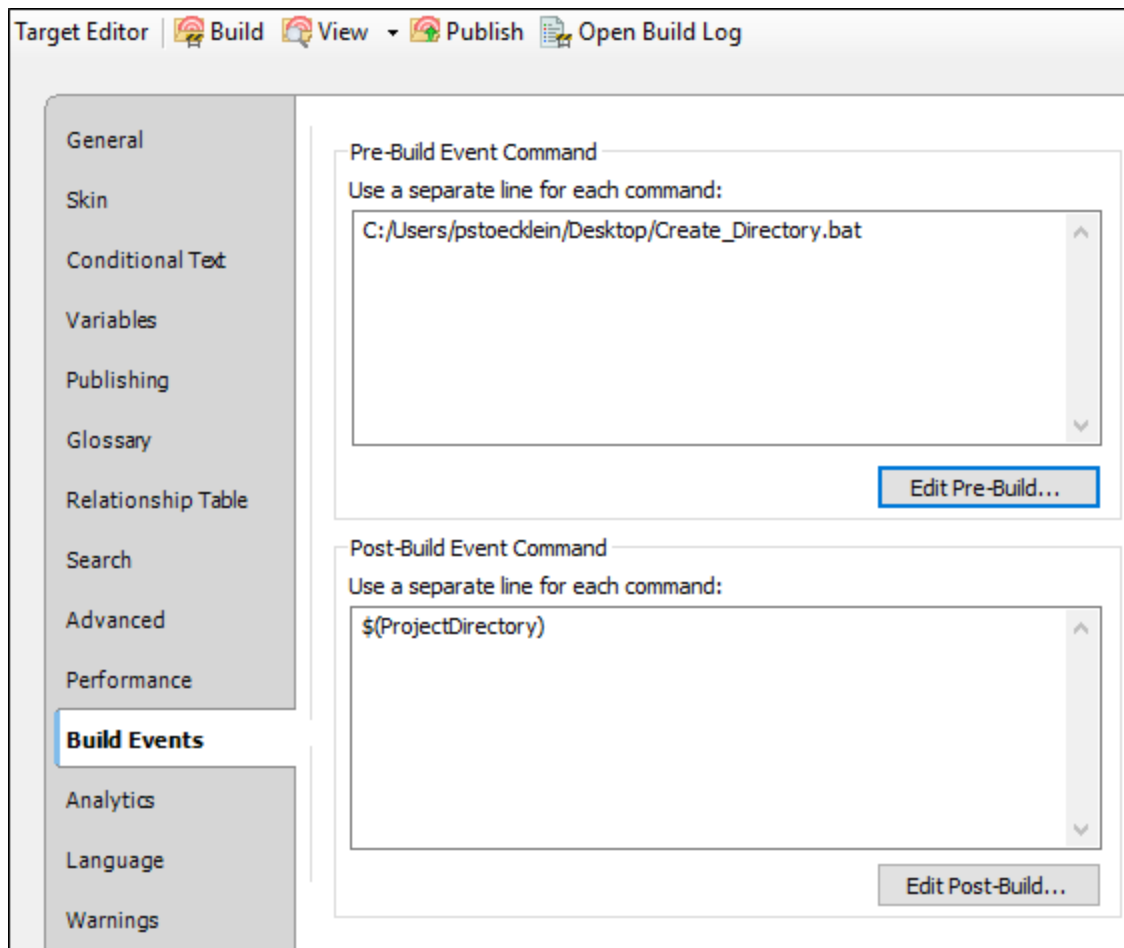 Target Editor Build View Publish Open Build Log
General
Skin
Conditional Text
Variables
Publishing
Glossary
Relationship Table
Search
Advanced
Performance
Build Events
Analytics
Language
Warnings
Pre-Build Event Command
Use a separate line for each command:
C:/Users/pstoecklein/Desktop/Create_Directory.bat
Edit Pre-Build...
Post-Build Event Command
Use a separate line for each command:
$(ProjectDirectory)
Edit Post-Build...